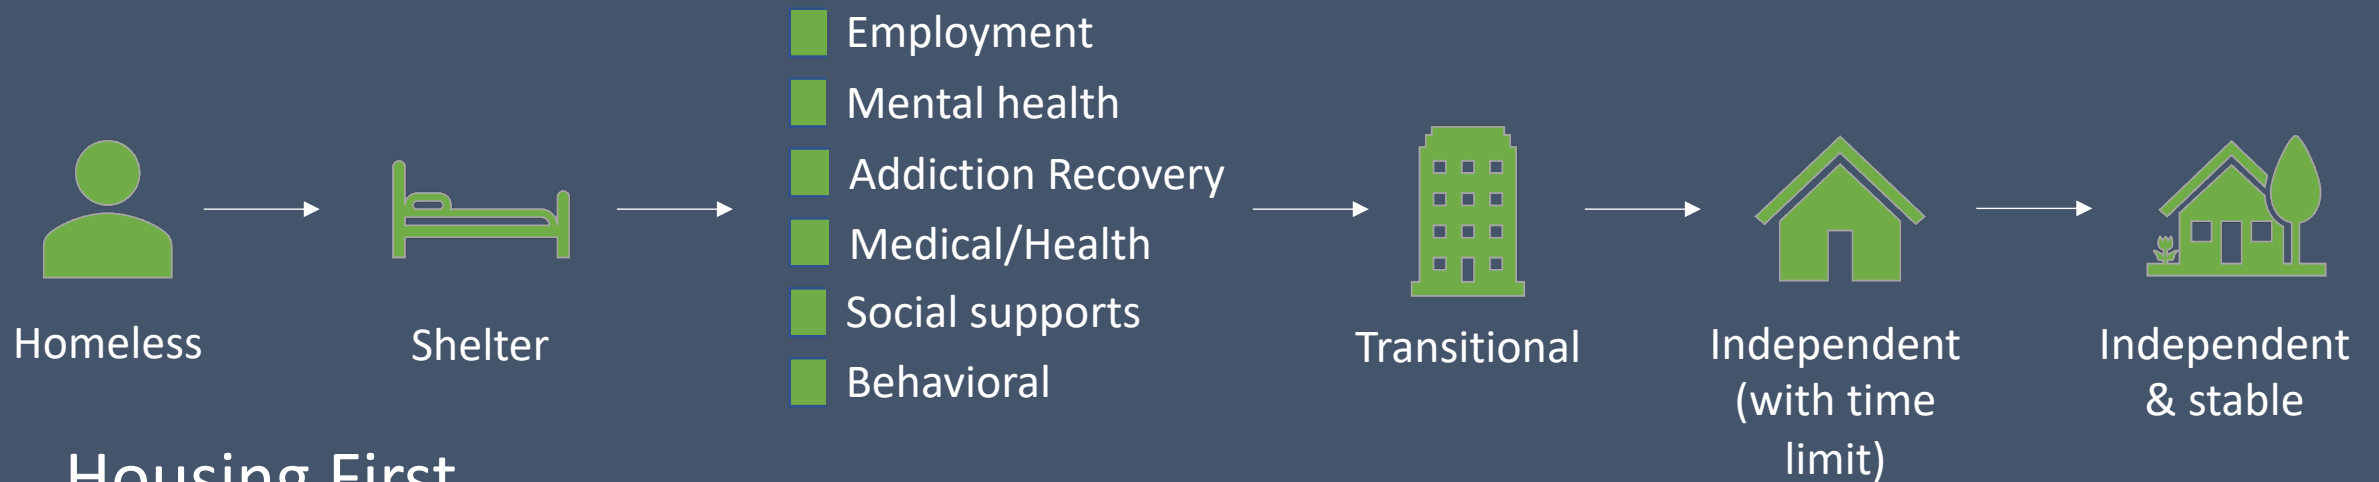 Homeless
Shelter
Employment
Mental health
Addiction Recovery
Medical/Health
Social supports
Behavioral
Transitional
Independent
(with time
limit)
Independent
& stable
Housing First